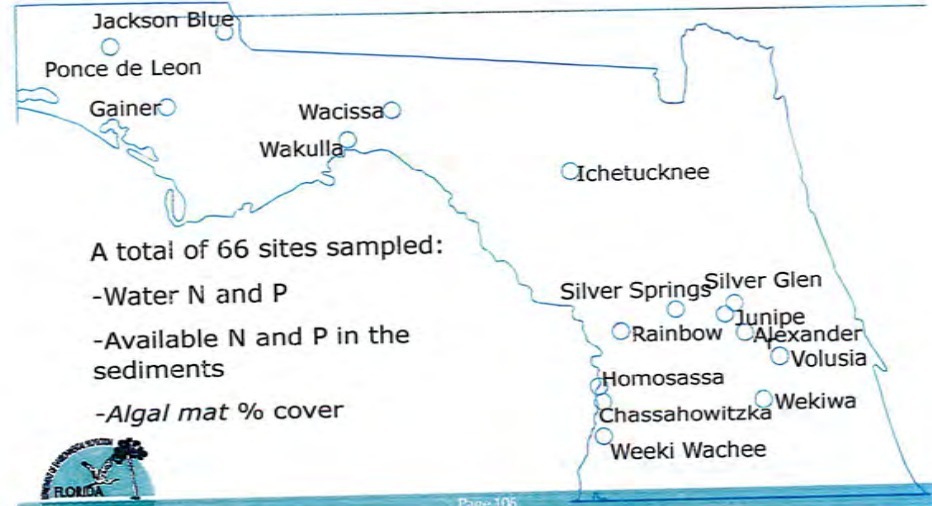 Jackson Blue
Ponce de Leon
Gainer
Wacissa
Wakulla
Ichetucknee
A total of 66 sites sampled:
-Water N and P
-Available N and P in the
sediments
-Algal mat % cover
Silver Springs
Silver Glen
Junipe
r
Rainbow
Alexander
Volusia
Homosassa
Chassahowitzka
Wekiwa
Weeki Wachee
FLORIDA
Page 106